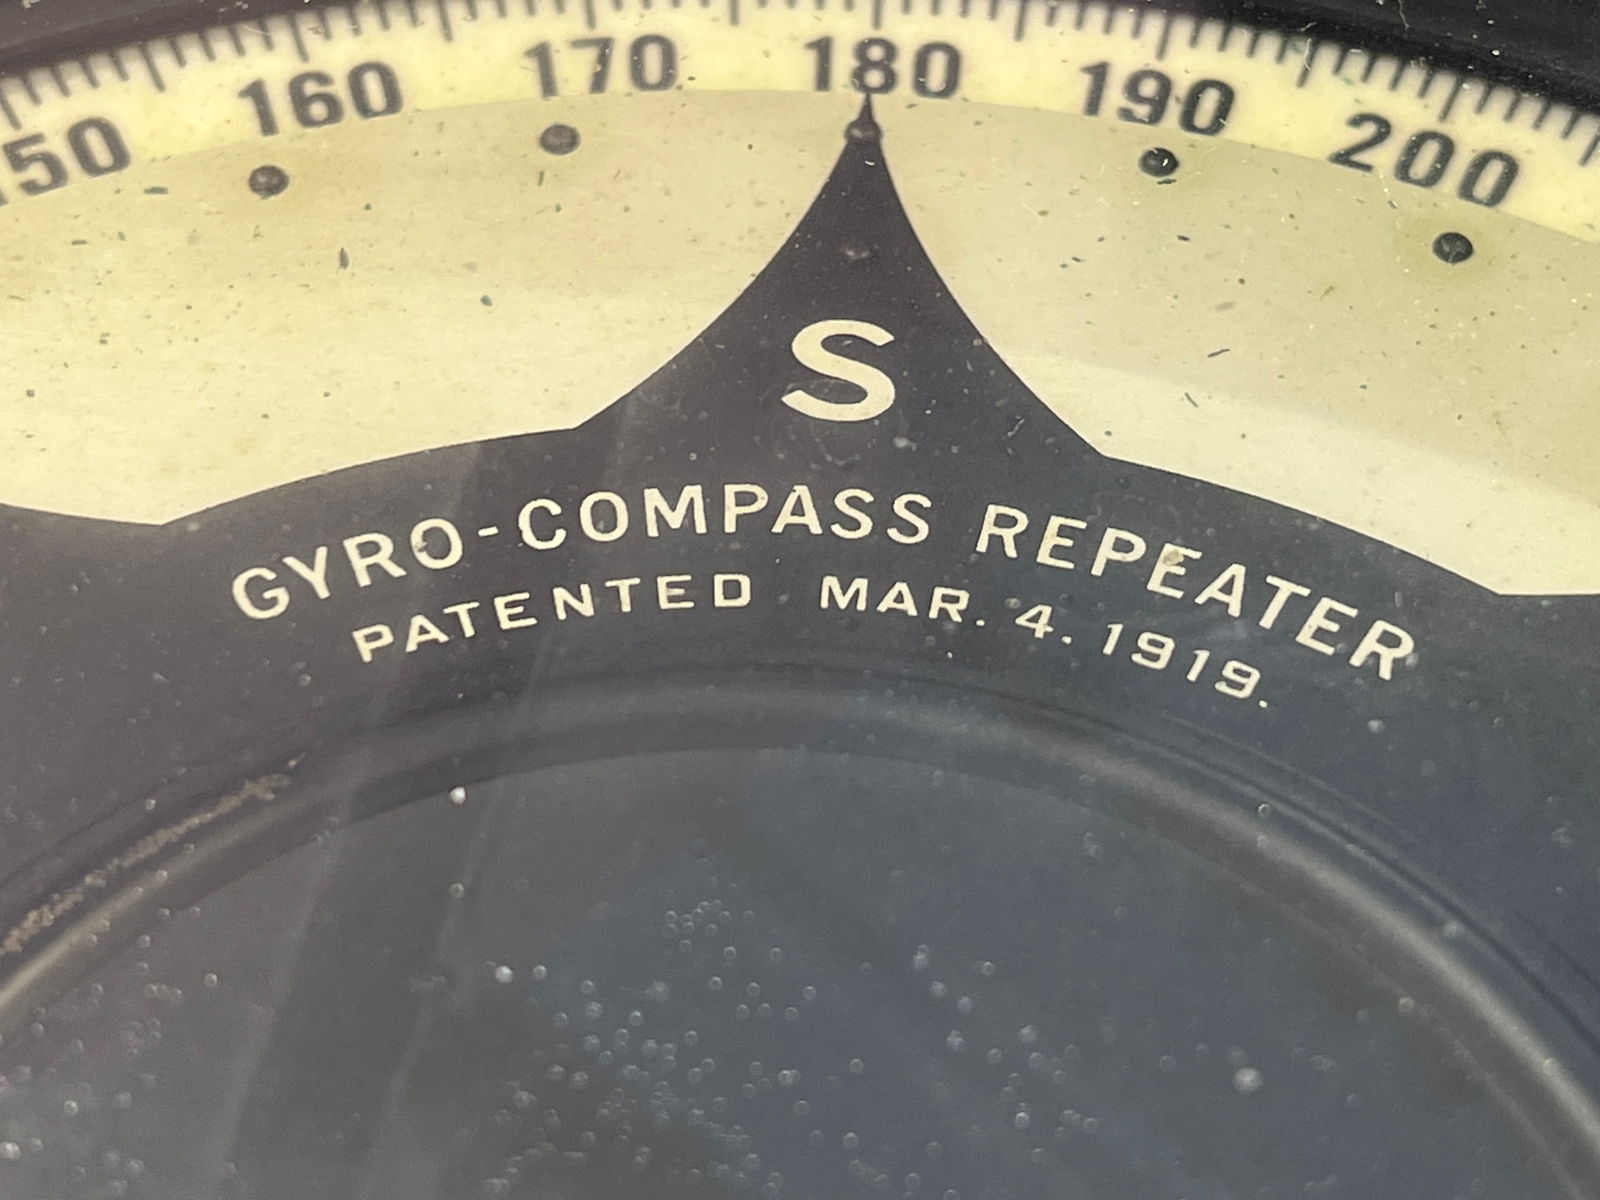 150 160 170 180 190 200
S
GYRO-COMPASS REPEATER
PATENTED MAR. 4. 1919.